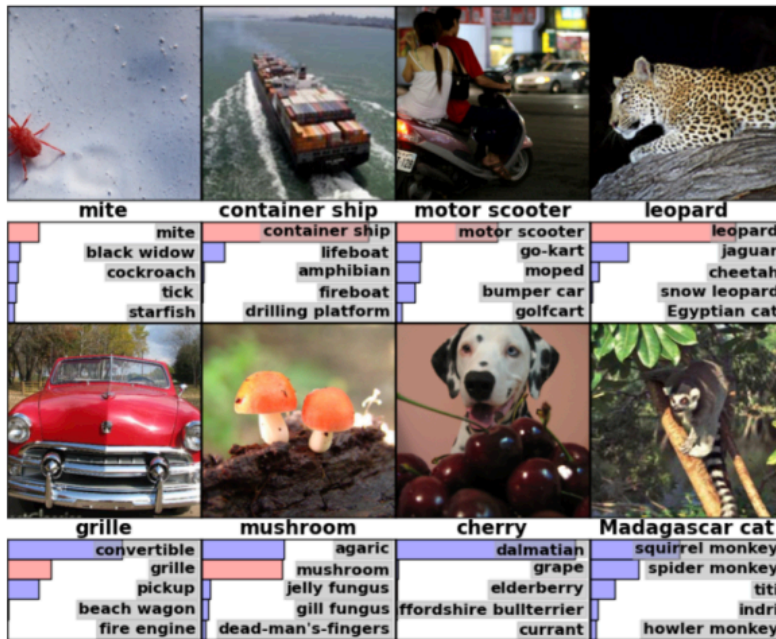 mite
container ship
motor scooter
leopard
mite
black widow
cockroach
tick
starfish
container ship
lifeboat
amphibian
fireboat
drilling platform
motor scooter
go-kart
moped
bumper car
golfcart
leopard
jaguar
cheetah
snow leopard
Egyptian cat
grille
mushroom
cherry
Madagascar cat
convertible
grille
pickup
beach wagon
fire engine
agaric
mushroom
jelly fungus
gill fungus
dead-man's-fingers
dalmatian
grape
elderberry
ffordshire bullterrier
currant
squirrel monkey
spider monkey
titi
indri
howler monkey